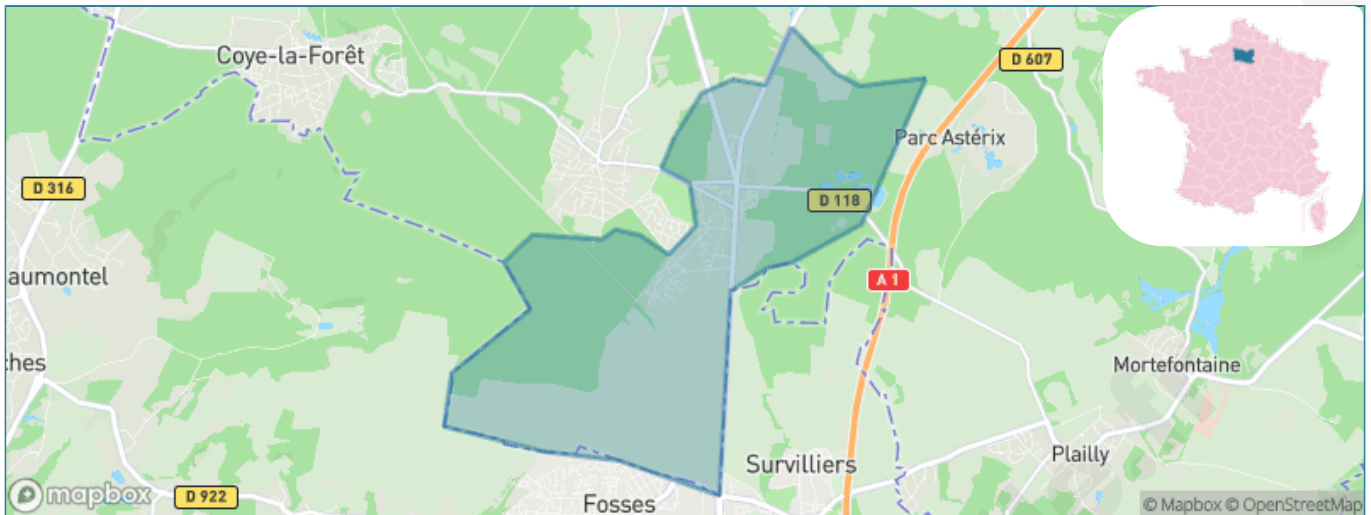 D 607
Coye-la-Forêt
Parc Astérix
D 316
D 118
aumontel
A 1
ches
Mortefontaine
Plailly
Survilliers
mapbox
D 922
Fosses
© Mapbox © OpenStreetMap